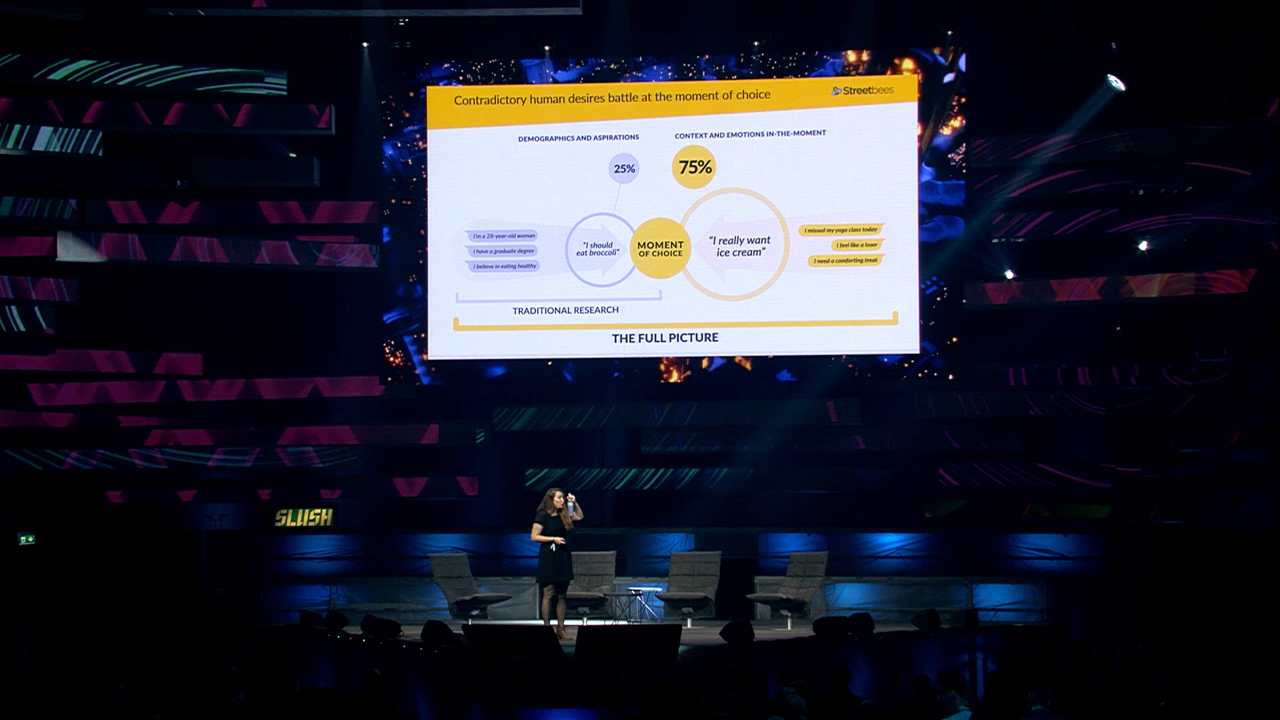 Contradictory human desires battle at the moment of choice
Streetbees
DEMOGRAPHICS AND ASPIRATIONS
CONTEXT AND EMOTIONS IN-THE-MOMENT
25%
75%
I'm a 28-year-old woman
I have a graduate degree
I believe in eating healthy
"I should
eat broccoli"
MOMENT
OF CHOICE
"I really want
ice cream"
I missed my yoga class today
I feel like a loser
I need a comforting treat
TRADITIONAL RESEARCH
THE FULL PICTURE
SLUSH